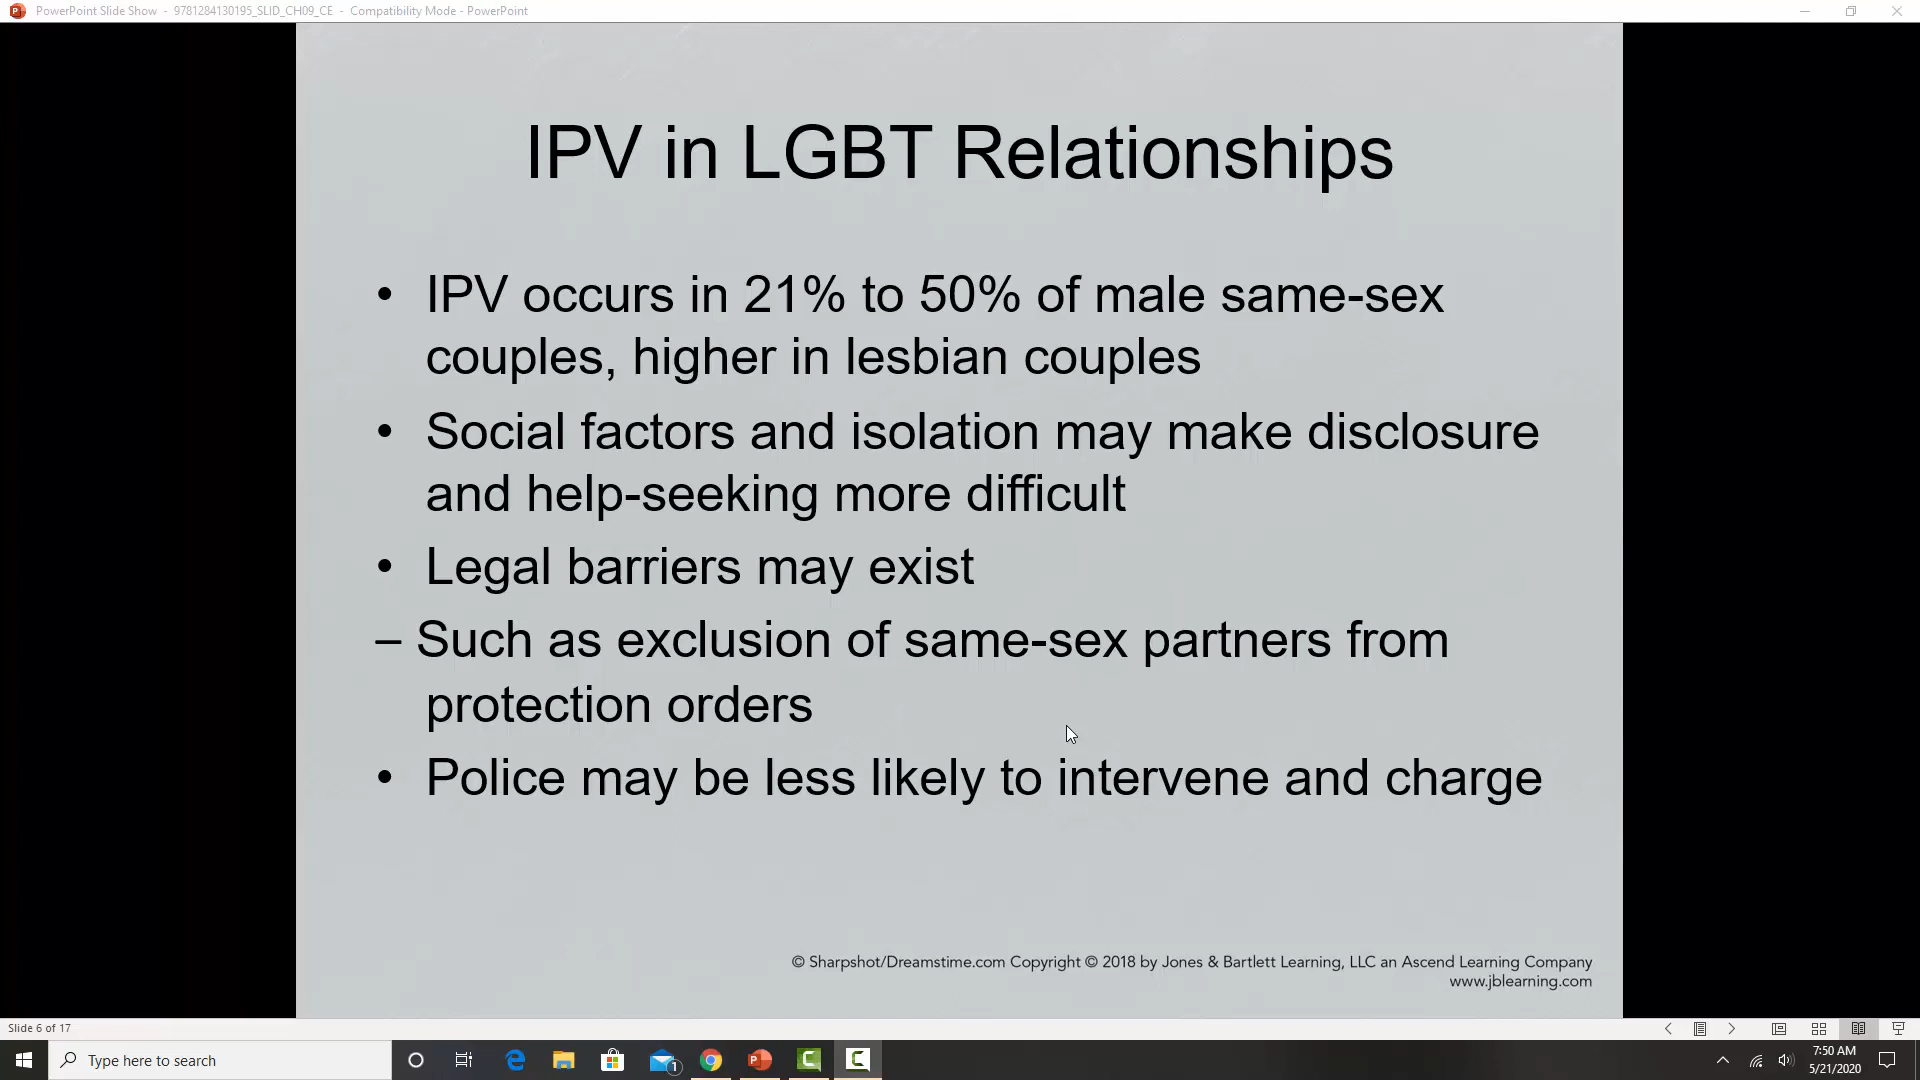 PowerPoint Slide Show - 9781284130195_SLID_CH09_CE - Compatibility Mode - PowerPoint
IPV in LGBT Relationships
• IPV occurs in 21% to 50% of male same-sex
couples, higher in lesbian couples
• Social factors and isolation may make disclosure
and help-seeking more difficult
• Legal barriers may exist
– Such as exclusion of same-sex partners from
protection orders
• Police may be less likely to intervene and charge
© Sharpshot/Dreamstime.com Copyright © 2018 by Jones & Bartlett Learning, LLC an Ascend Learning Company
www.jblearning.com
Slide 6 of 17
Type here to search
1
7:50 AM
5/21/2020